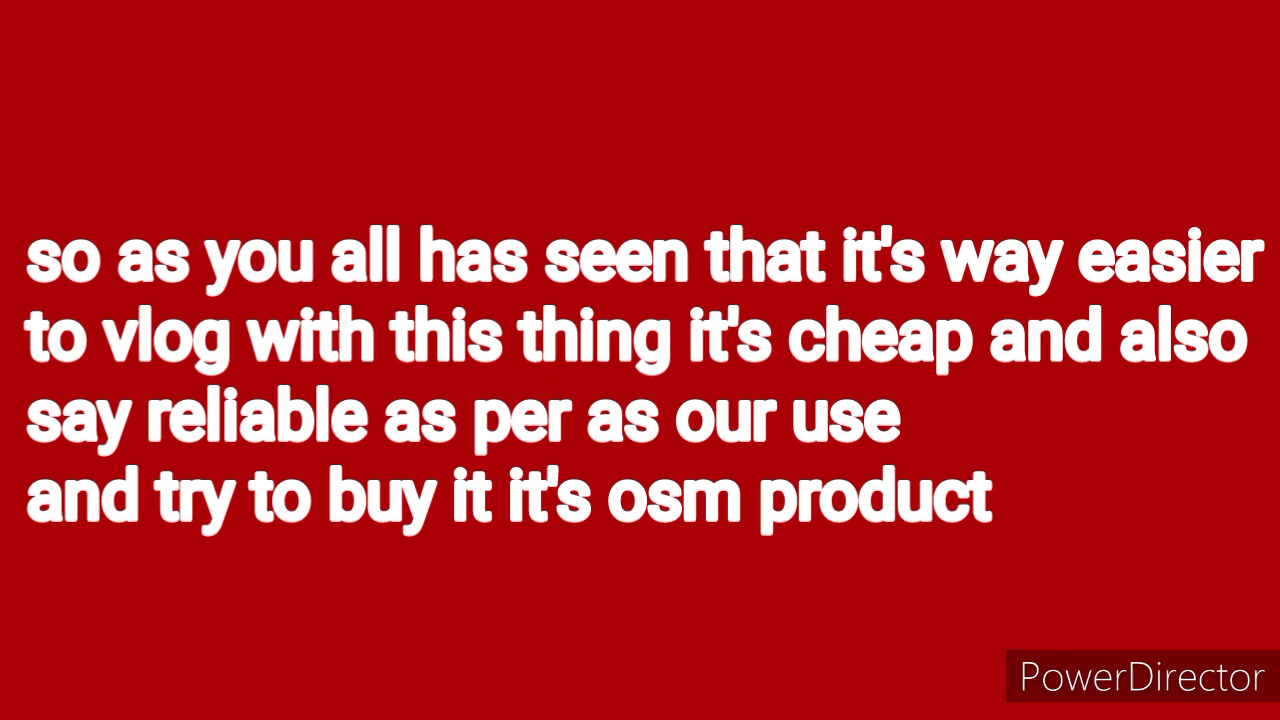 so as you all has seen that it's way easier
to vlog with this thing it's cheap and also
say reliable as per as our use
and try to buy it it's osm product
PowerDirector